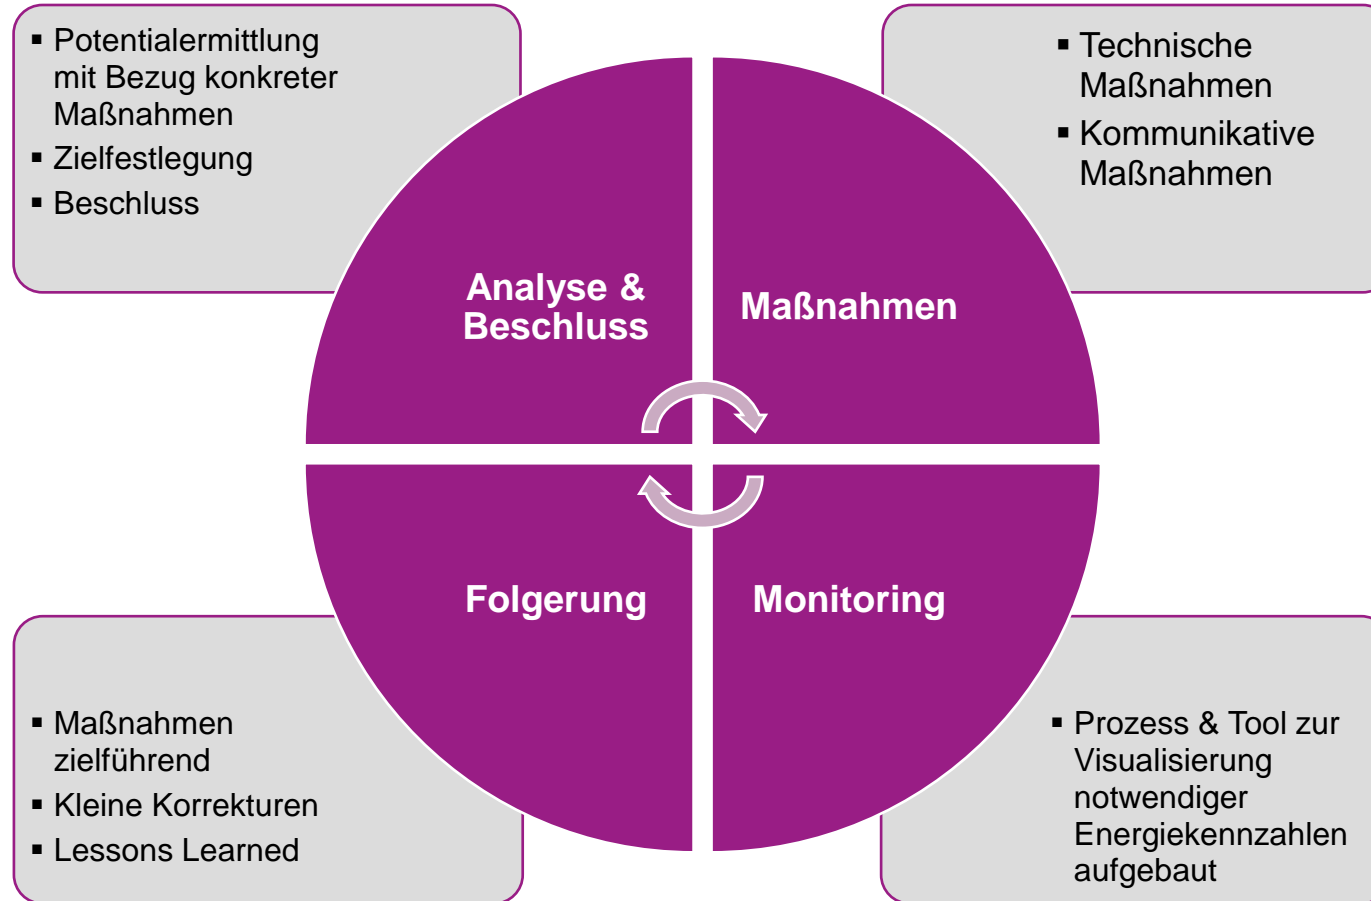 ▪ Potentialermittlung
mit Bezug konkreter
Maßnahmen
▪ Zielfestlegung
▪ Beschluss
▪ Technische
Maßnahmen
▪ Kommunikative
Maßnahmen
Analyse &
Beschluss
Maßnahmen
Folgerung
Monitoring
▪ Maßnahmen
zielführend
▪ Kleine Korrekturen
▪ Lessons Learned
▪ Prozess & Tool zur
Visualisierung
notwendiger
Energiekennzahlen
aufgebaut